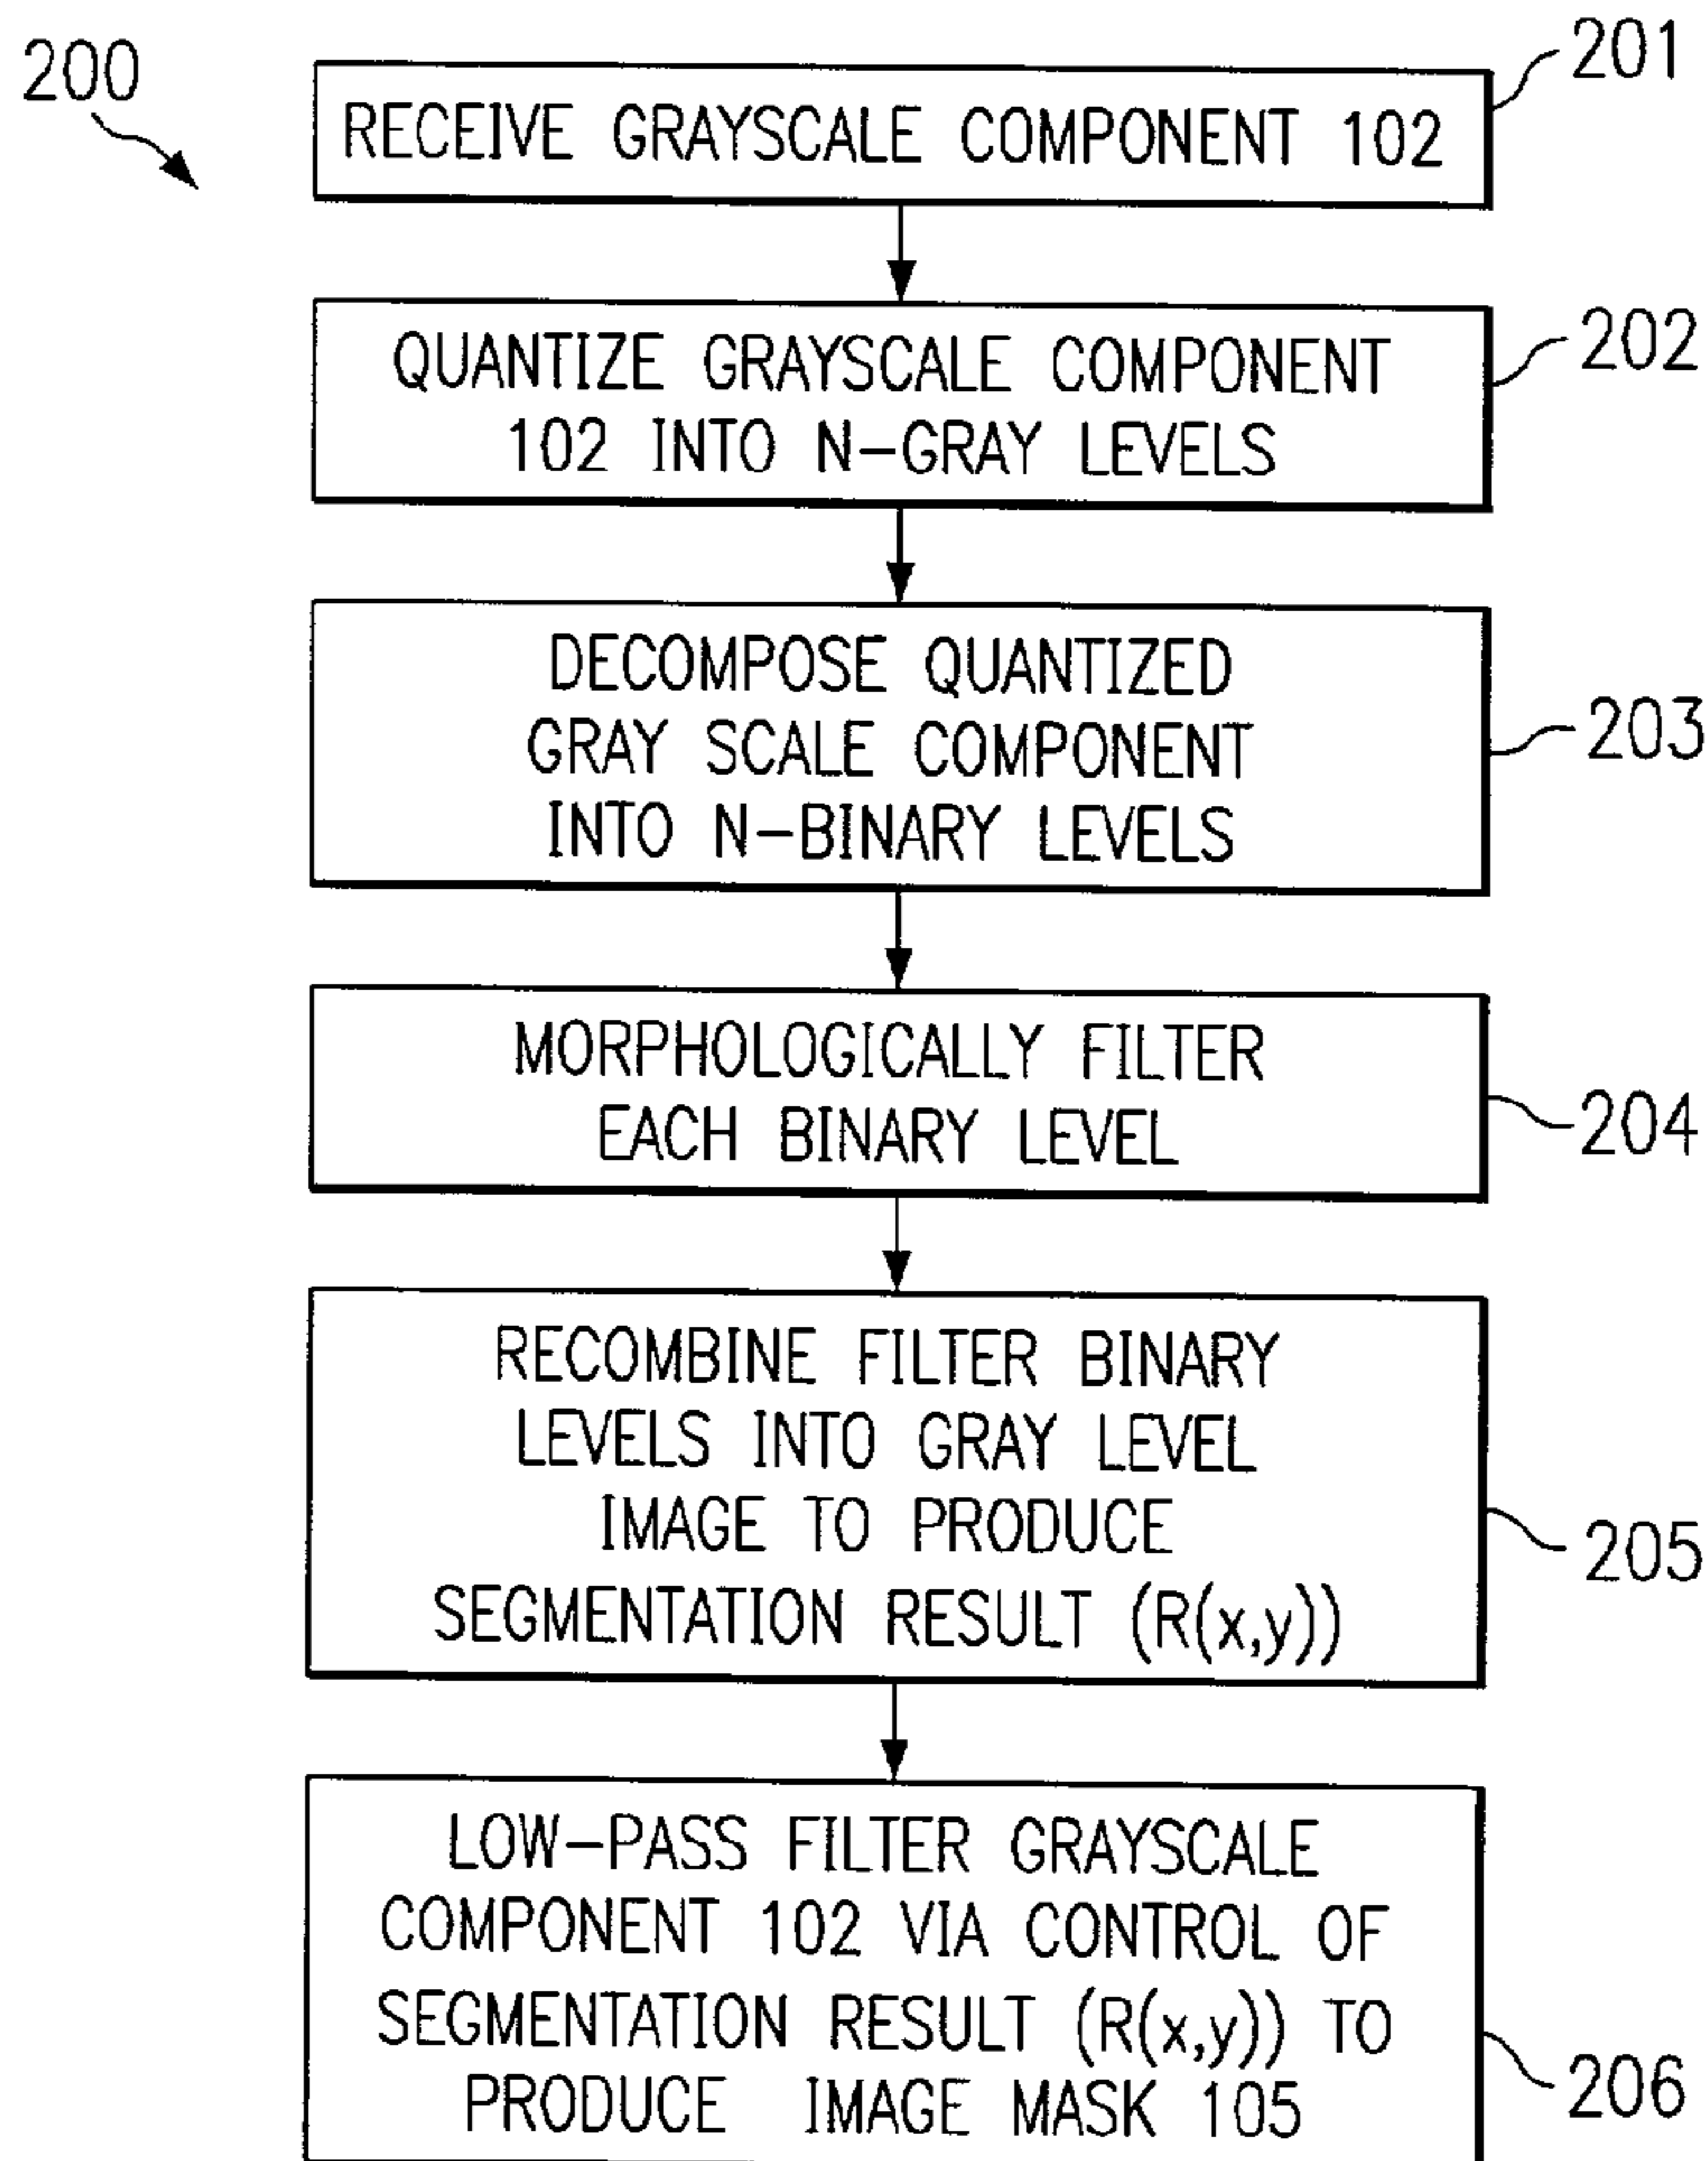 200
201
RECEIVE GRAYSCALE COMPONENT 102
202
QUANTIZE GRAYSCALE COMPONENT
102 INTO N-GRAY LEVELS
203
DECOMPOSE QUANTIZED
GRAY SCALE COMPONENT
INTO N-BINARY LEVELS
204
MORPHOLOGICALLY FILTER
EACH BINARY LEVEL
205
RECOMBINE FILTER BINARY
LEVELS INTO GRAY LEVEL
IMAGE TO PRODUCE
SEGMENTATION RESULT (R(x,y))
206
LOW-PASS FILTER GRAYSCALE
COMPONENT 102 VIA CONTROL OF
SEGMENTATION RESULT (R(x,y)) TO
PRODUCE IMAGE MASK 105